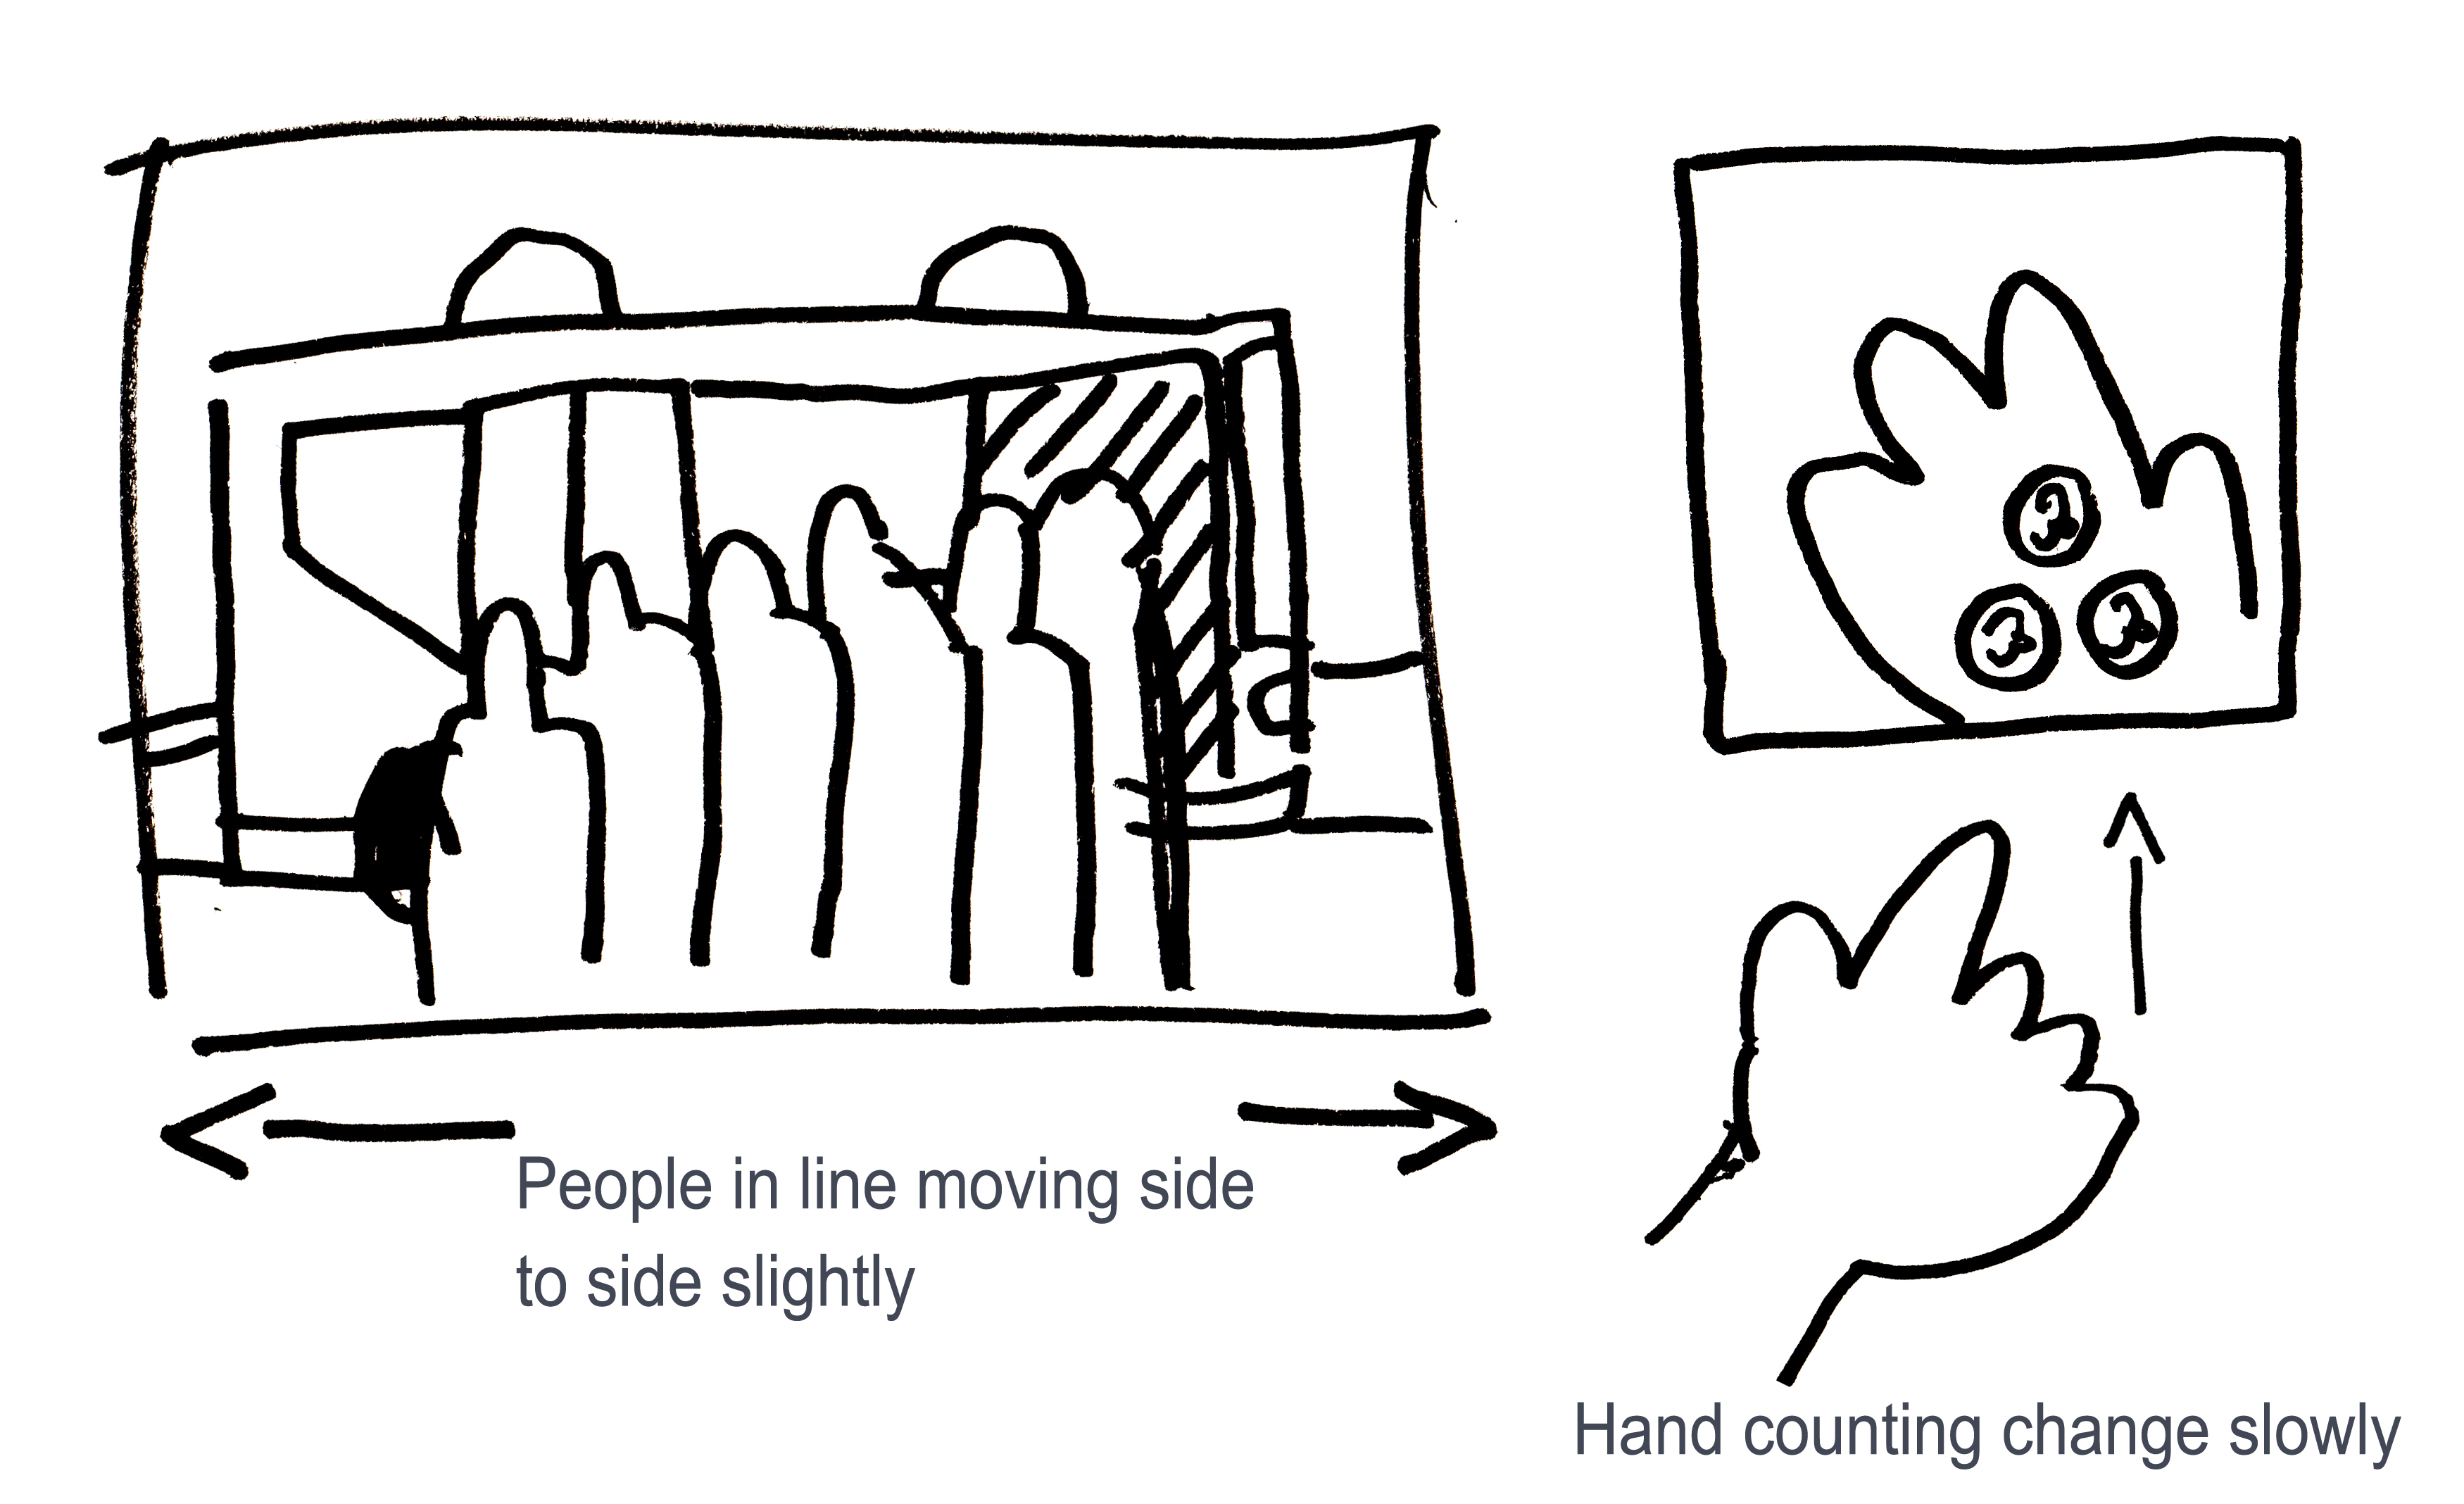 People in line moving side
to side slightly
Hand counting change slowly